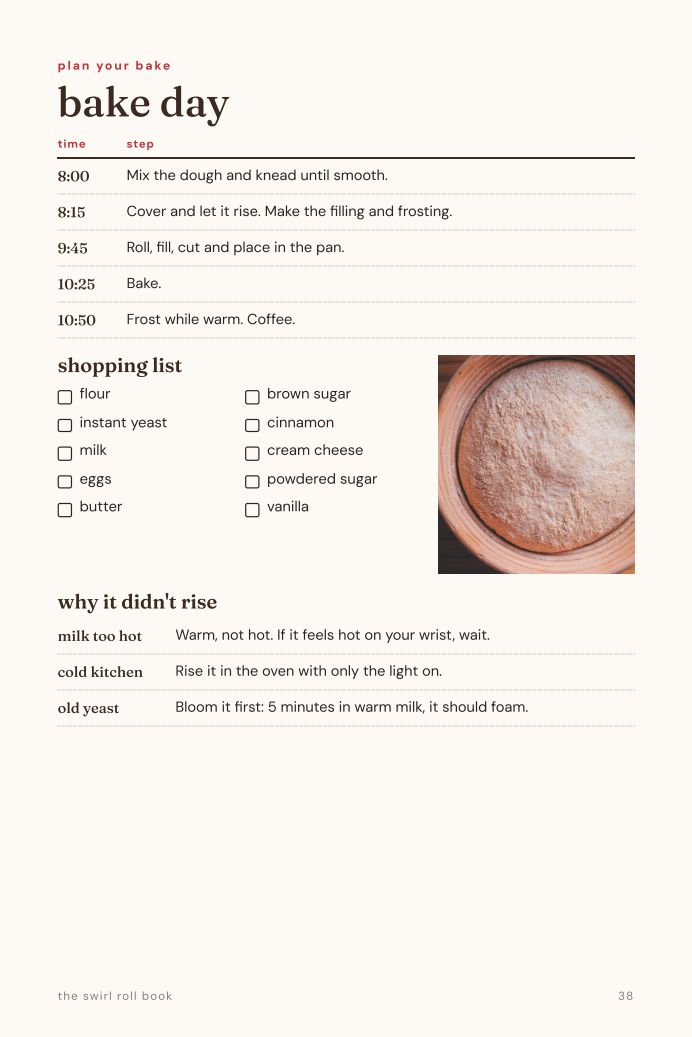 plan your bake
bake day
time step
8:00 Mix the dough and knead until smooth.
8:15 Cover and let it rise. Make the filling and frosting.
9:45 Roll, fill, cut and place in the pan.
10:25 Bake.
10:50 Frost while warm. Coffee.
shopping list
flour
instant yeast
milk
eggs
butter
brown sugar
cinnamon
cream cheese
powdered sugar
vanilla
why it didn't rise
milk too hot Warm, not hot. If it feels hot on your wrist, wait.
cold kitchen Rise it in the oven with only the light on.
old yeast Bloom it first: 5 minutes in warm milk, it should foam.
the swirl roll book 38